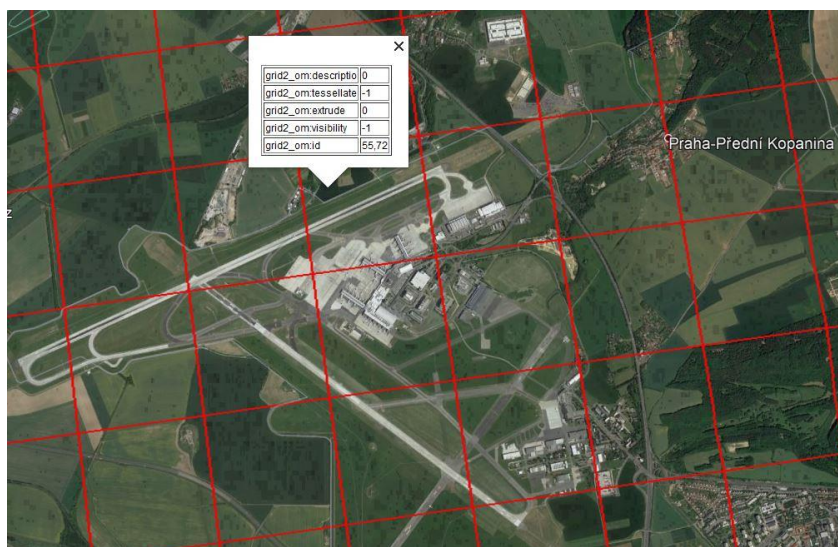 ×
grid2_om:descriptio 0
grid2_om:tessellate -1
grid2_om:extrude 0
grid2_om:visibility -1
grid2_om:id 55,72
Praha-Přední Kopanina
z